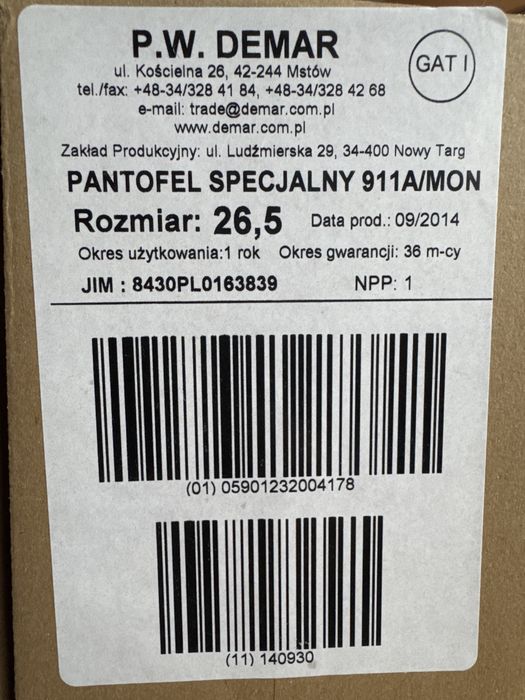 P.W. DEMAR
GAT I
ul. Kościelna 26, 42-244 Mstów
tel./fax: +48-34/328 41 84, +48-34/328 42 68
e-mail: trade@demar.com.pl
www.demar.com.pl
Zakład Produkcyjny: ul. Ludźmierska 29, 34-400 Nowy Targ
PANTOFEL SPECJALNY 911A/MON
Rozmiar: 26,5 Data prod.: 09/2014
Okres użytkowania:1 rok Okres gwarancji: 36 m-cy
JIM : 8430PL0163839 NPP: 1
(01) 05901232004178
(11) 140930